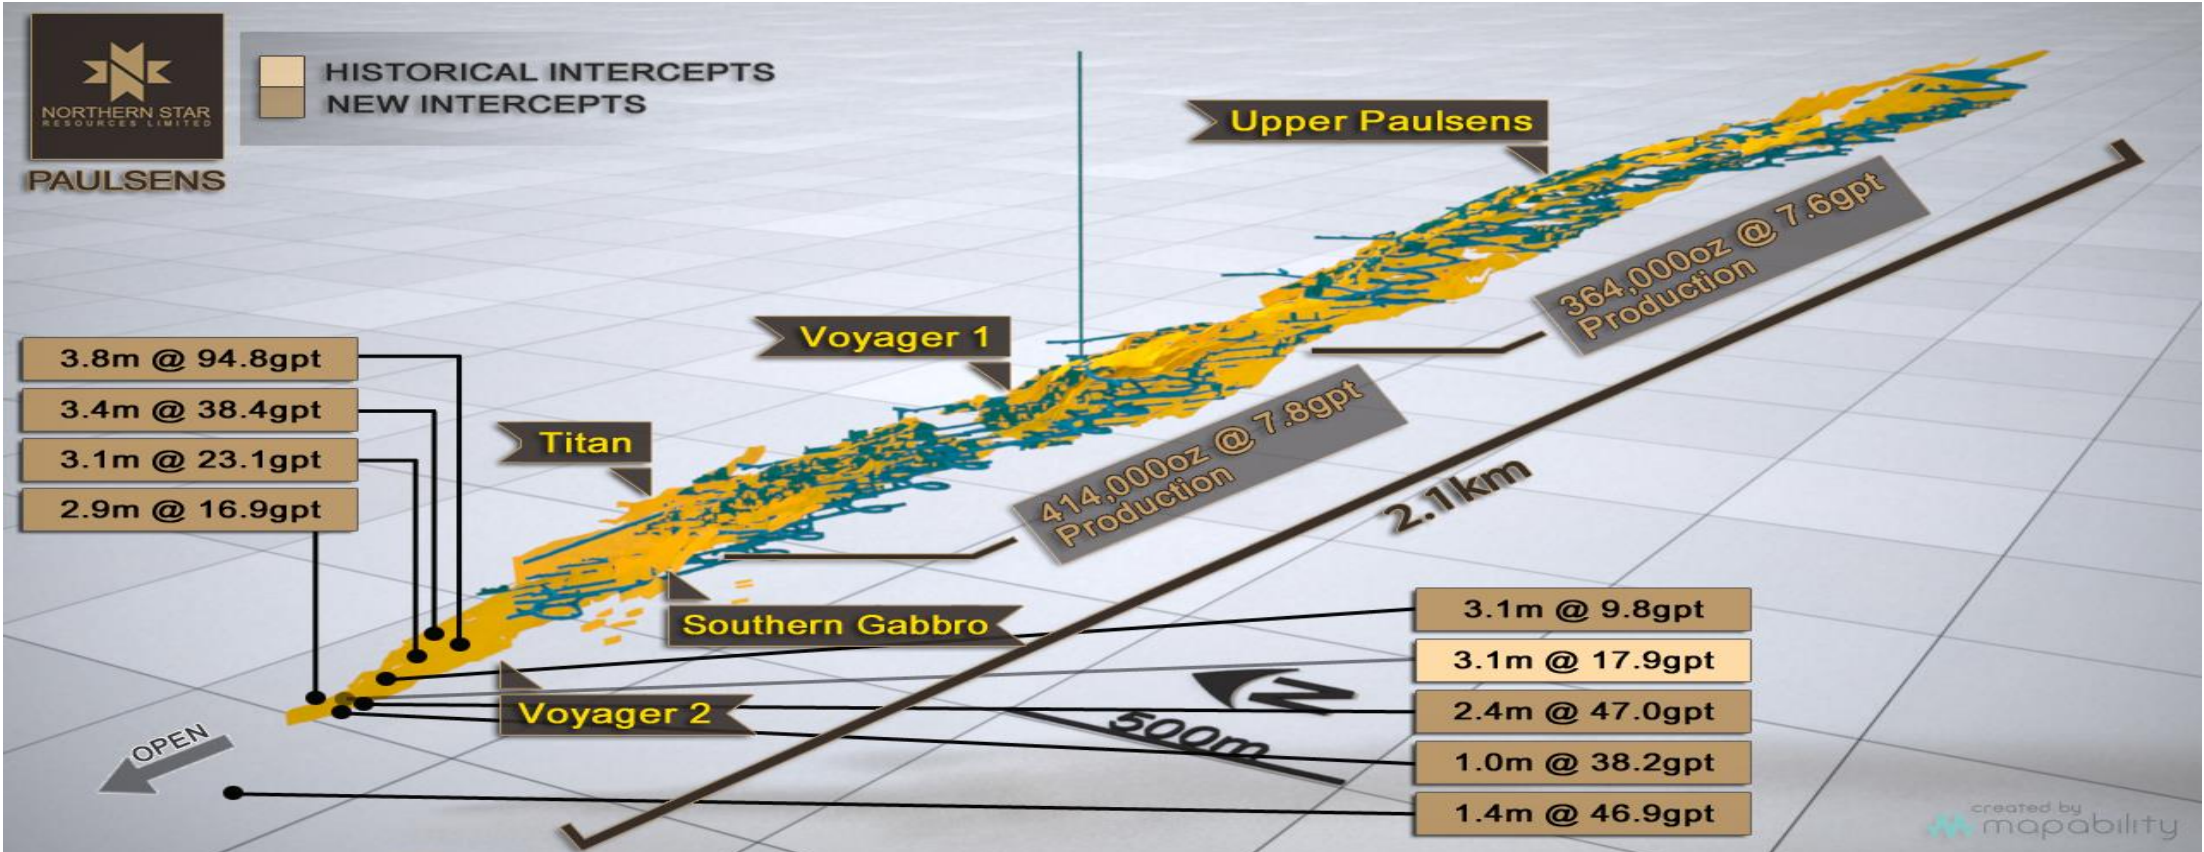 NORTHERN STAR
RESOURCES LIMITED
PAULSENS
HISTORICAL INTERCEPTS
NEW INTERCEPTS
Upper Paulsens
364,000oz @ 7.6gpt
Production
Voyager 1
414,000oz @ 7.8gpt
Production
2.1km
3.8m @ 94.8gpt
3.4m @ 38.4gpt
3.1m @ 23.1gpt
2.9m @ 16.9gpt
Titan
Southern Gabbro
Voyager 2
OPEN
N
500m
3.1m @ 9.8gpt
3.1m @ 17.9gpt
2.4m @ 47.0gpt
1.0m @ 38.2gpt
1.4m @ 46.9gpt
created by
mapability